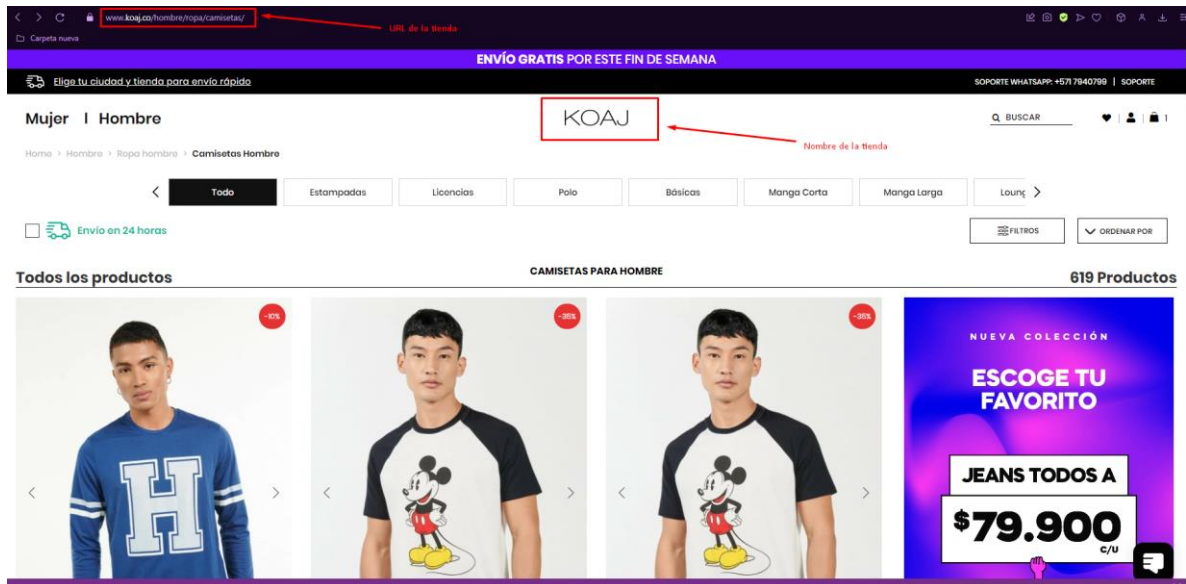 www.koaj.co/hombre/ropa/camisetas/
URL de la tienda
Carpeta nueva
ENVÍO GRATIS POR ESTE FIN DE SEMANA
Elige tu ciudad y tienda para envío rápido
SOPORTE WHATSAPP: +571 7940799 | SOPORTE
Mujer | Hombre
KOAJ
BUSCAR
1
Nombre de la tienda
Home > Hombre > Ropa hombre > Camisetas Hombre
Todo
Estampadas
Licencias
Polo
Básicas
Manga Corta
Manga Larga
Loung
Envío en 24 horas
FILTROS
ORDENAR POR
Todos los productos
CAMISETAS PARA HOMBRE
619 Productos
-10%
-35%
-35%
H
NUEVA COLECCIÓN
ESCOGE TU
FAVORITO
JEANS TODOS A
$79.900
C/U